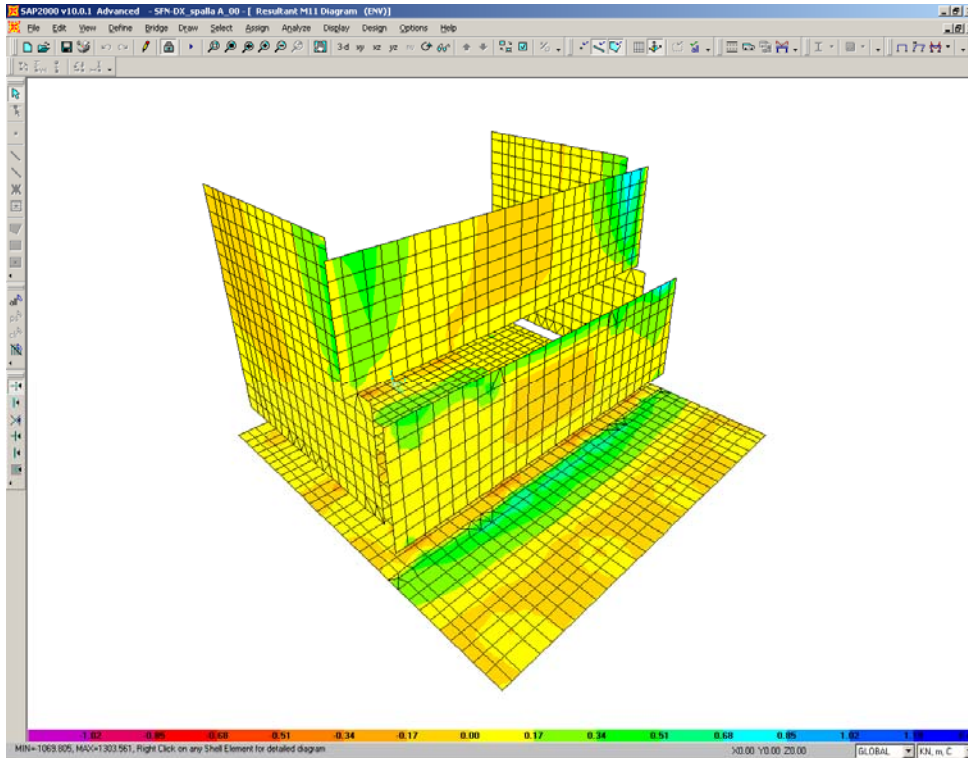 SAP2000 v10.0.1 Advanced - SFN-DX_spalla A_00 - [ Resultant M11 Diagram (ENV)]
File Edit View Define Bridge Draw Select Assign Analyze Display Design Options Help
3-d xy xz yz
-1.02 -0.85 -0.68 -0.51 -0.34 -0.17 0.00 0.17 0.34 0.51 0.68 0.85 1.02
MIN=-1069.805, MAX=1303.561, Right Click on any Shell Element for detailed diagram X0.00 Y0.00 Z0.00 GLOBAL KN, m, C